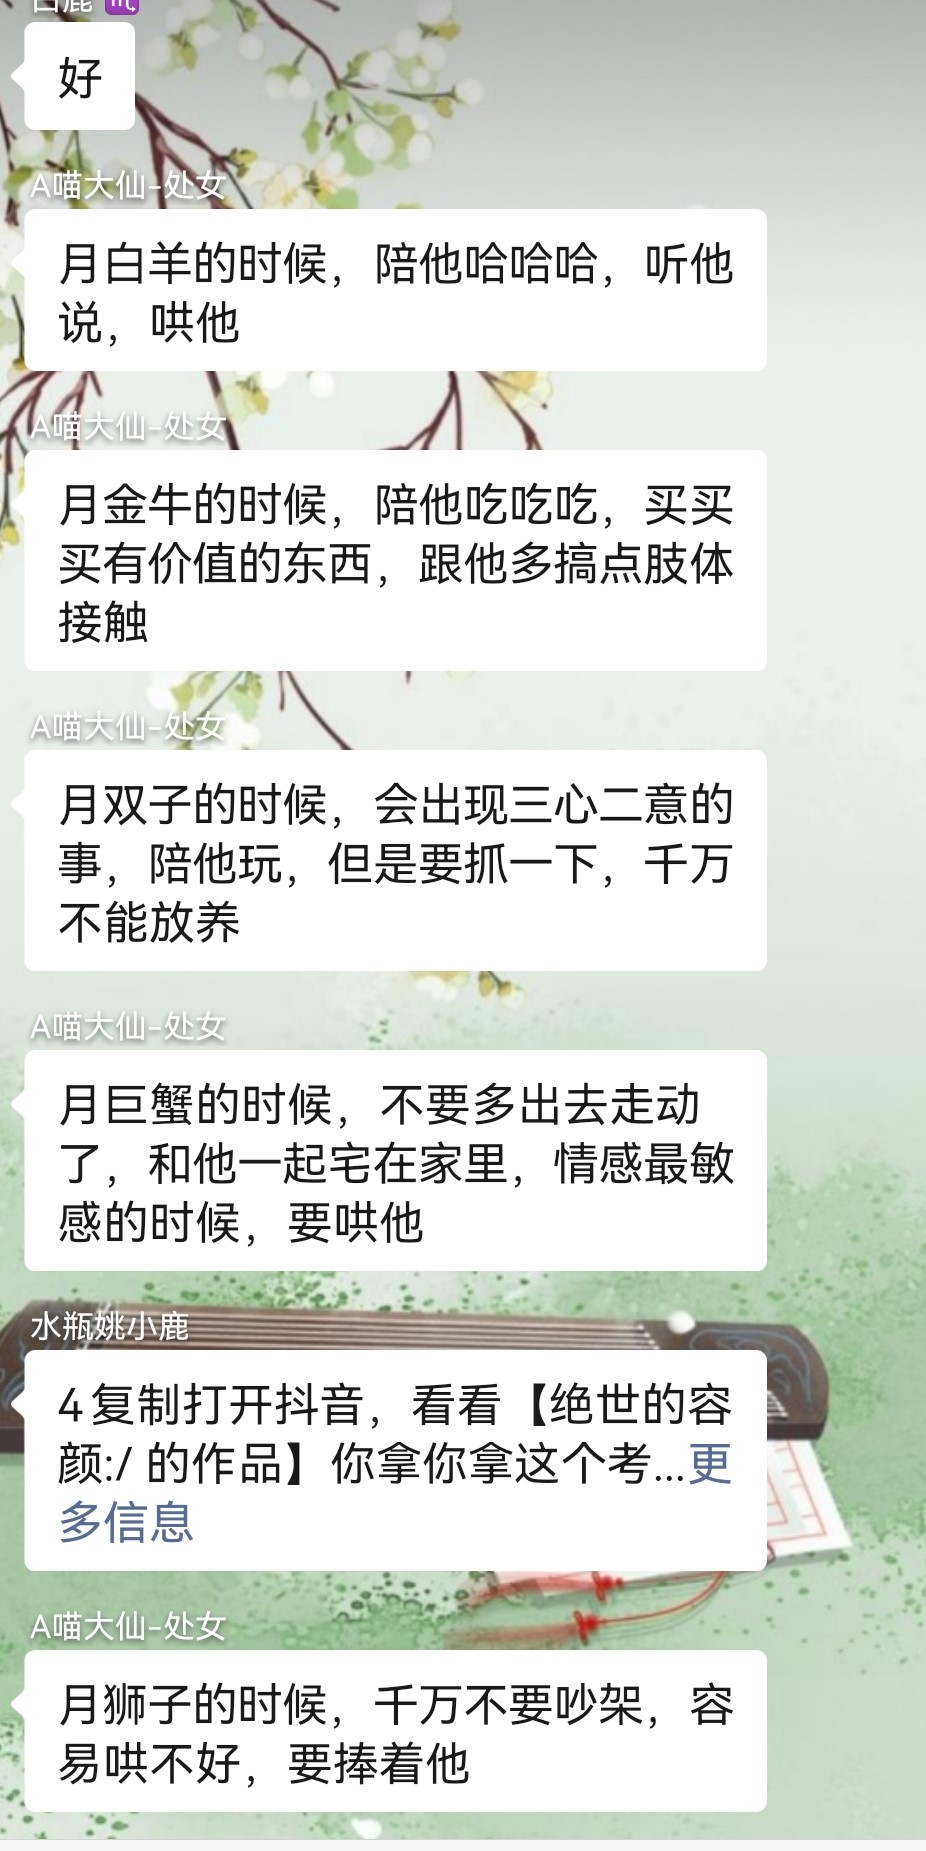 白鹿
好
A喵大仙-处女
月白羊的时候，陪他哈哈哈，听他
说，哄他
A喵大仙-处女
月金牛的时候，陪他吃吃吃，买买
买有价值的东西，跟他多搞点肢体
接触
A喵大仙-处女
月双子的时候，会出现三心二意的
事，陪他玩，但是要抓一下，千万
不能放养
A喵大仙-处女
月巨蟹的时候，不要多出去走动
了，和他一起宅在家里，情感最敏
感的时候，要哄他
水瓶姚小鹿
4复制打开抖音，看看【绝世的容
颜:/ 的作品】你拿你拿这个考...更
多信息
A喵大仙-处女
月狮子的时候，千万不要吵架，容
易哄不好，要捧着他